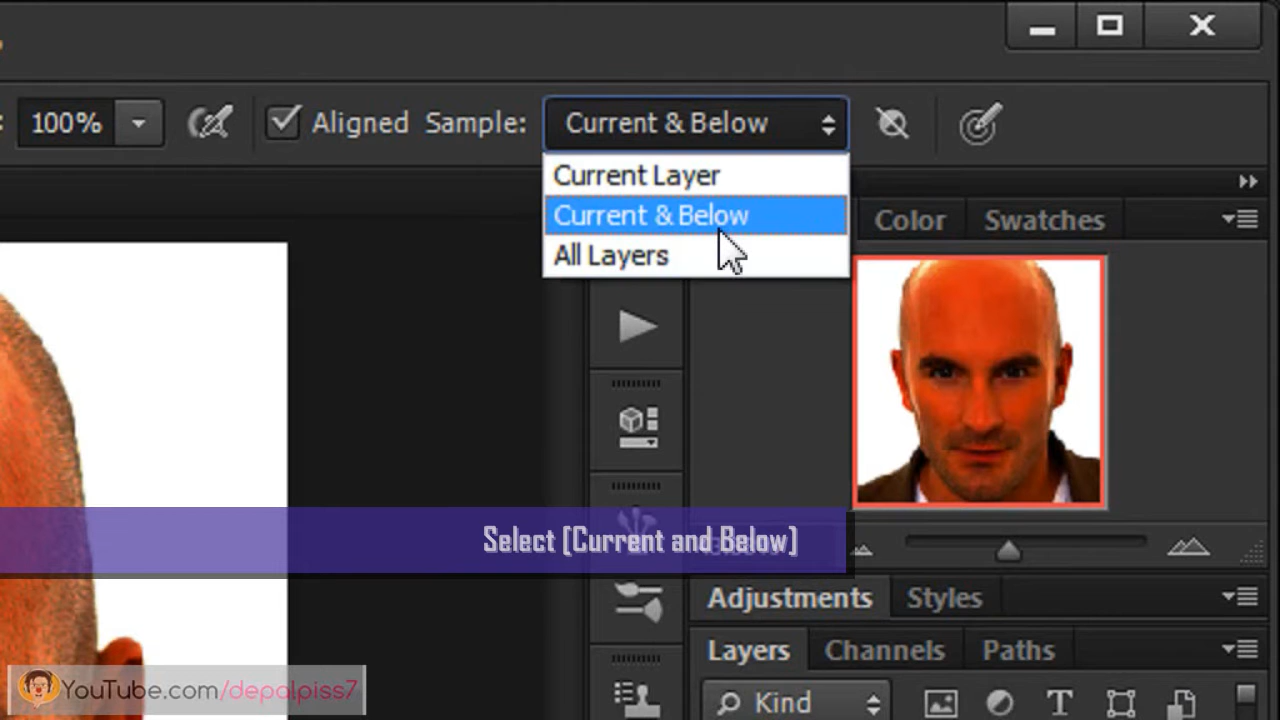 100%
Aligned Sample: Current & Below
Current Layer
Current & Below
All Layers
Color Swatches
Select [Current and Below]
Adjustments Styles
Layers Channels Paths
Kind
YouTube.com/depalpiss7